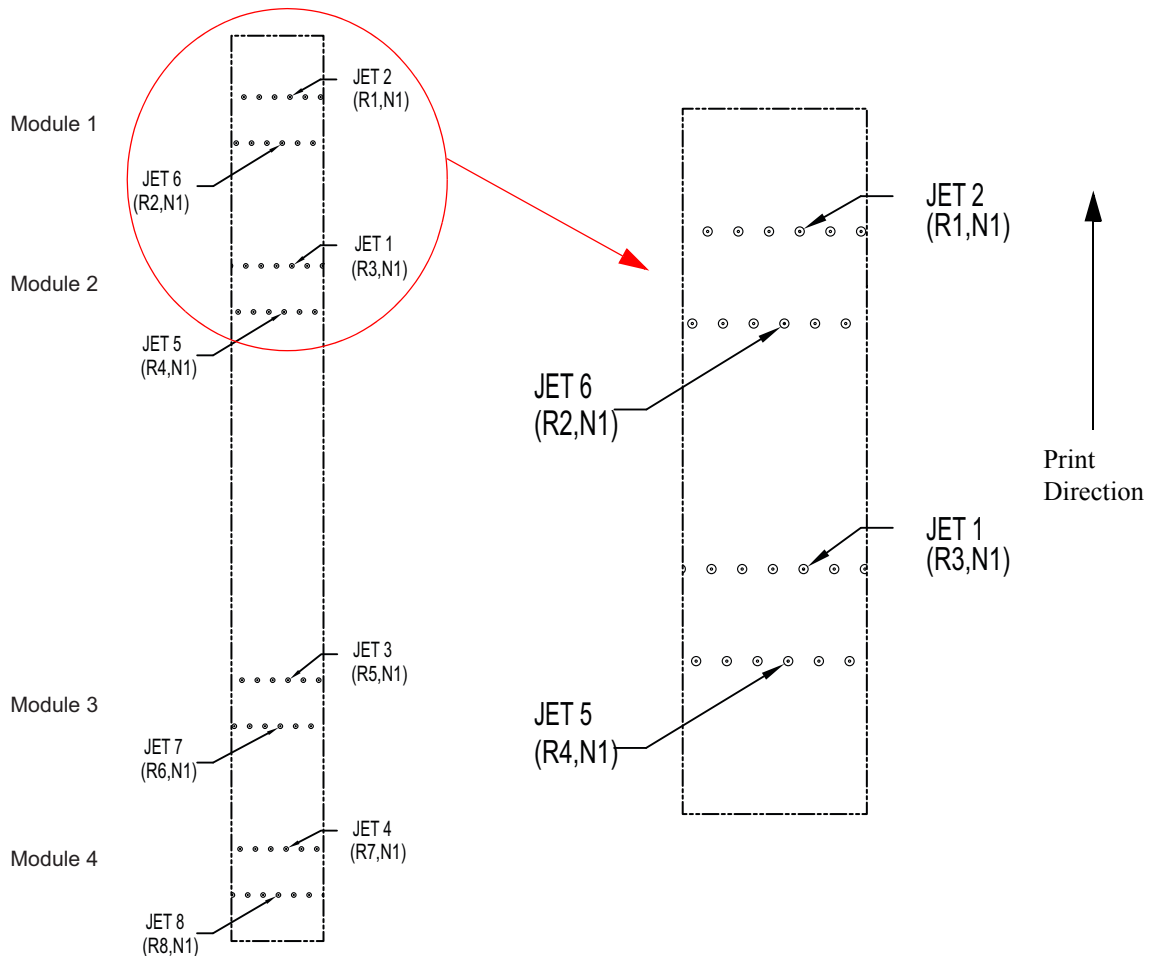 JET 2
(R1,N1)
Module 1
JET 6
(R2,N1)
JET 1
(R3,N1)
Module 2
JET 5
(R4,N1)
JET 3
(R5,N1)
Module 3
JET 7
(R6,N1)
JET 4
(R7,N1)
Module 4
JET 8
(R8,N1)
JET 2
(R1,N1)
JET 6
(R2,N1)
JET 1
(R3,N1)
JET 5
(R4,N1)
Print
Direction